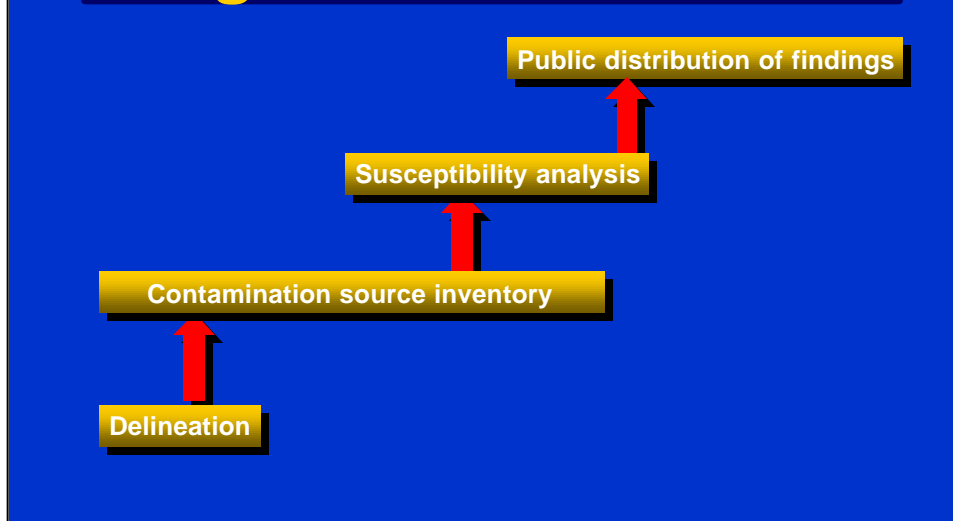 Public distribution of findings
Susceptibility analysis
Contamination source inventory
Delineation